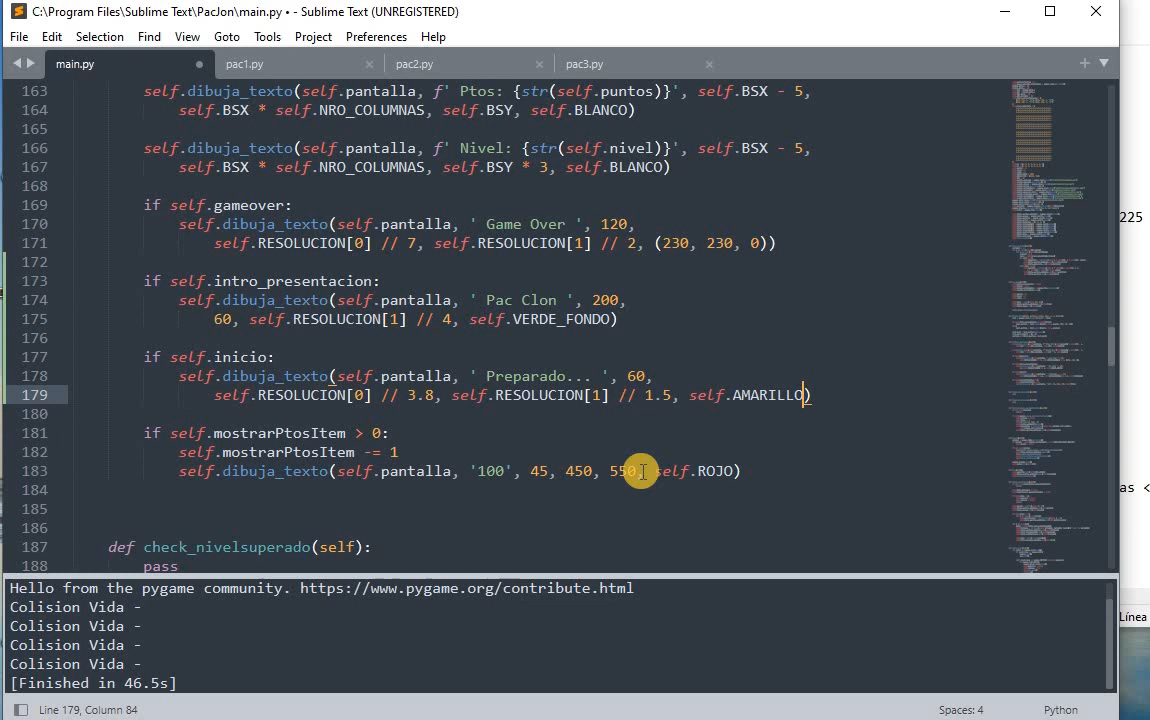 C:\Program Files\Sublime Text\PacJon\main.py • - Sublime Text (UNREGISTERED)
File Edit Selection Find View Goto Tools Project Preferences Help
main.py pac1.py pac2.py pac3.py
163 self.dibuja_texto(self.pantalla, f' Ptos: {str(self.puntos)}', self.BSX - 5,
164 self.BSX * self.NRO_COLUMNAS, self.BSY, self.BLANCO)
165
166 self.dibuja_texto(self.pantalla, f' Nivel: {str(self.nivel)}', self.BSX - 5,
167 self.BSX * self.NRO_COLUMNAS, self.BSY * 3, self.BLANCO)
168
169 if self.gameover:
170 self.dibuja_texto(self.pantalla, ' Game Over ', 120,
171 self.RESOLUCION[0] // 7, self.RESOLUCION[1] // 2, (230, 230, 0))
172
173 if self.intro_presentacion:
174 self.dibuja_texto(self.pantalla, ' Pac Clon ', 200,
175 60, self.RESOLUCION[1] // 4, self.VERDE_FONDO)
176
177 if self.inicio:
178 self.dibuja_texto(self.pantalla, ' Preparado... ', 60,
179 self.RESOLUCION[0] // 3.8, self.RESOLUCION[1] // 1.5, self.AMARILLO)
180
181 if self.mostrarPtosItem > 0:
182 self.mostrarPtosItem -= 1
183 self.dibuja_texto(self.pantalla, '100', 45, 450, 550, self.ROJO)
184
185
186
187 def check_nivelsuperado(self):
188 pass
Hello from the pygame community. https://www.pygame.org/contribute.html
Colision Vida -
Colision Vida -
Colision Vida -
Colision Vida -
[Finished in 46.5s]
Line 179, Column 84 Spaces: 4 Python
225
as <
Línea